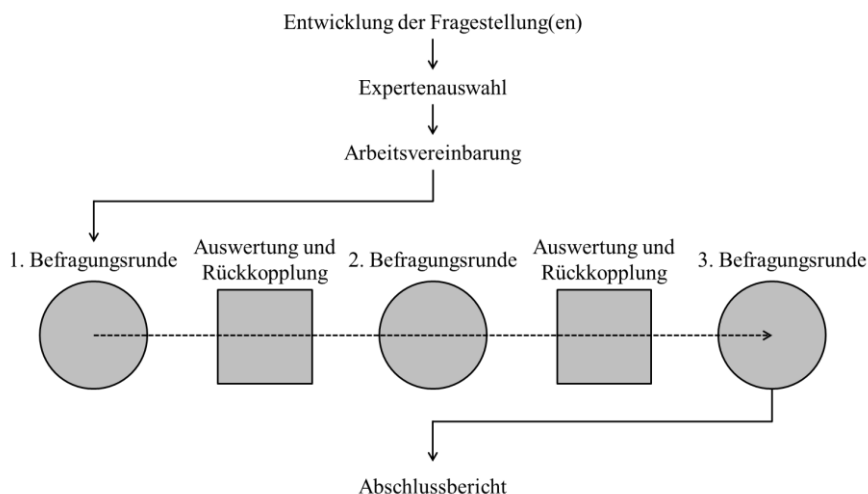 Entwicklung der Fragestellung(en)
Expertenauswahl
Arbeitsvereinbarung
1. Befragungsrunde
Auswertung und
Rückkopplung
2. Befragungsrunde
Auswertung und
Rückkopplung
3. Befragungsrunde
Abschlussbericht